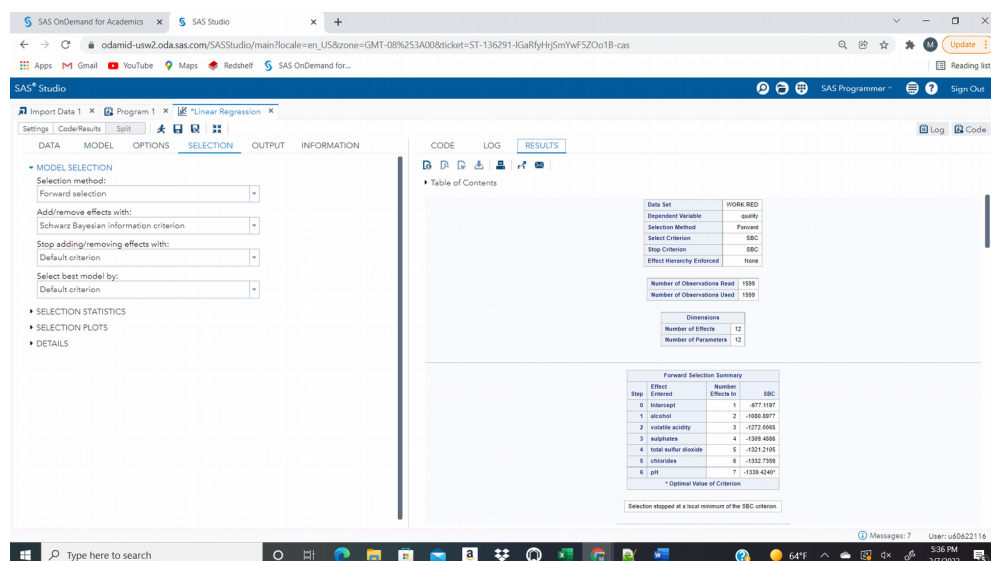 SAS OnDemand for Academics × SAS Studio × +
odamid-usw2.oda.sas.com/SASStudio/main?locale=en_US&zone=GMT-08%253A00&ticket=ST-136291-lGaRfyHrjSmYwF5ZOo1B-cas M Update
Apps Gmail YouTube Maps Redshelf SAS OnDemand for... Reading list
SAS® Studio SAS Programmer Sign Out
Import Data 1 × Program 1 × *Linear Regression ×
Settings Code/Results Split Log Code
DATA MODEL OPTIONS SELECTION OUTPUT INFORMATION
MODEL SELECTION
Selection method:
Forward selection
Add/remove effects with:
Schwarz Bayesian information criterion
Stop adding/removing effects with:
Default criterion
Select best model by:
Default criterion
SELECTION STATISTICS
SELECTION PLOTS
DETAILS
CODE LOG RESULTS
Table of Contents
Data Set WORK.RED
Dependent Variable quality
Selection Method Forward
Select Criterion SBC
Stop Criterion SBC
Effect Hierarchy Enforced None
Number of Observations Read 1599
Number of Observations Used 1599
Dimensions
Number of Effects 12
Number of Parameters 12
Forward Selection Summary
Step Effect Entered Number Effects In SBC
0 Intercept 1 -677.1197
1 alcohol 2 -1080.8977
2 volatile acidity 3 -1272.0065
3 sulphates 4 -1309.4886
4 total sulfur dioxide 5 -1321.2105
5 chlorides 6 -1332.7359
6 pH 7 -1339.4240*
* Optimal Value of Criterion
Selection stopped at a local minimum of the SBC criterion.
Messages: 7 User: u60622116
Type here to search a 64°F 5:36 PM